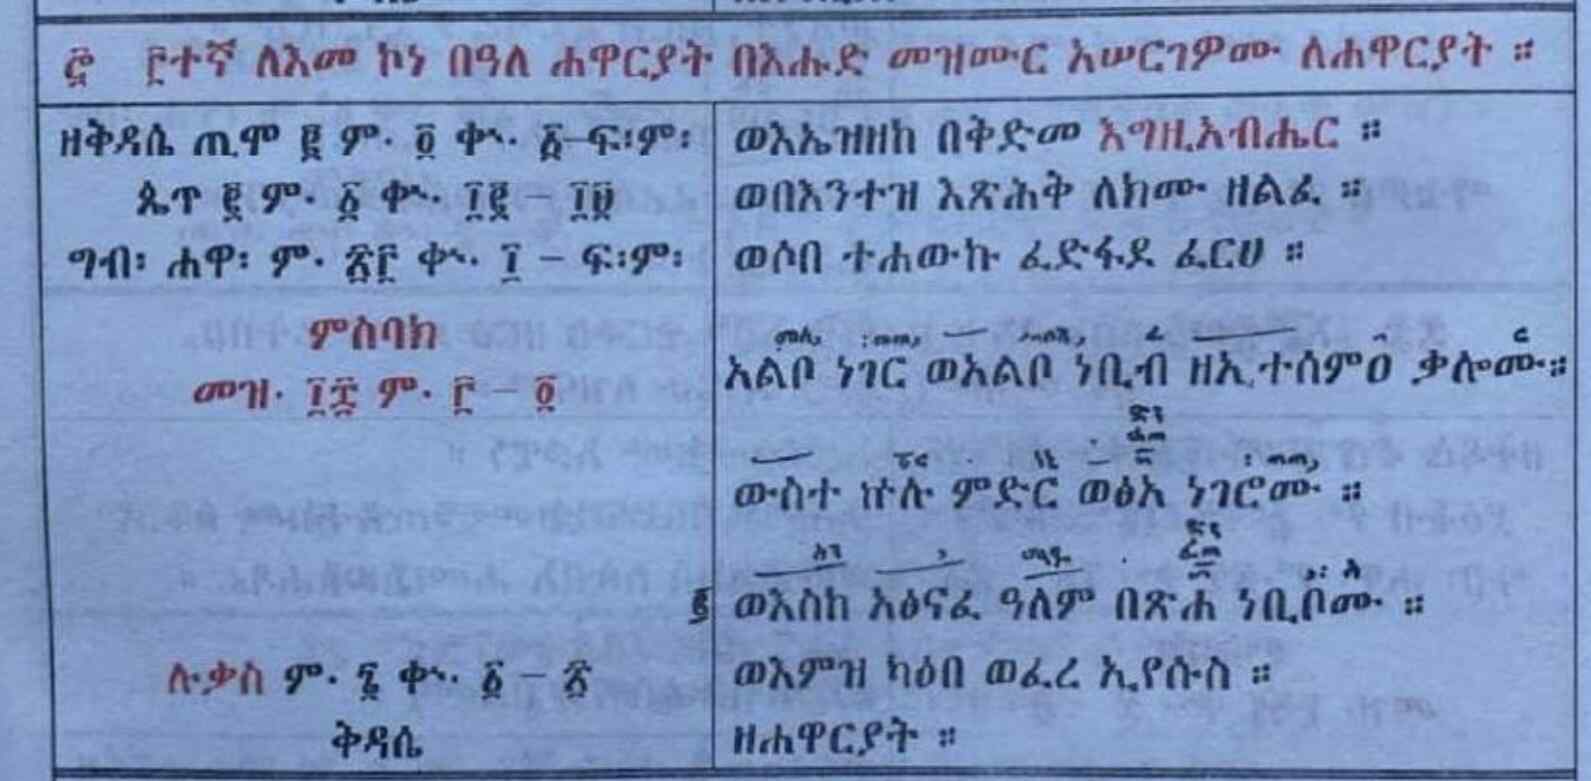 ፸ ፫ተኛ ለእመ ኮነ በዓለ ሐዋርያት በእሑድ መዝሙር አሠርገዎሙ ለሐዋርያት ።
ዘቅዳሴ ጢሞ ፪ ም. ፬ ቍ. ፩–ፍ፡ም፡ ወእኤዝዘከ በቅድመ እግዚአብሔር ።
ጴጥ ፪ ም. ፩ ቍ. ፲፪ – ፲፱ ወበእንተዝ እጽሕቅ ለክሙ ዘልፈ ።
ግብ፡ ሐዋ፡ ም. ፳፫ ቍ. ፲ – ፍ፡ም፡ ወሶበ ተሐውኩ ፈድፋደ ፈርሀ ።
ምስባክ
መዝ. ፲፰ ም. ፫ – ፬
አልቦ ነገር ወአልቦ ነቢብ ዘኢተሰምዐ ቃሎሙ ።
ውስተ ኵሉ ምድር ወፅአ ነገሮሙ ።
፪ ወእስከ አፅናፈ ዓለም በጽሐ ነቢቦሙ ።
ሉቃስ ም. ቍ. ፩ – ፳ ወእምዝ ካዕበ ወፈረ ኢየሱስ ።
ቅዳሴ ዘሐዋርያት ።